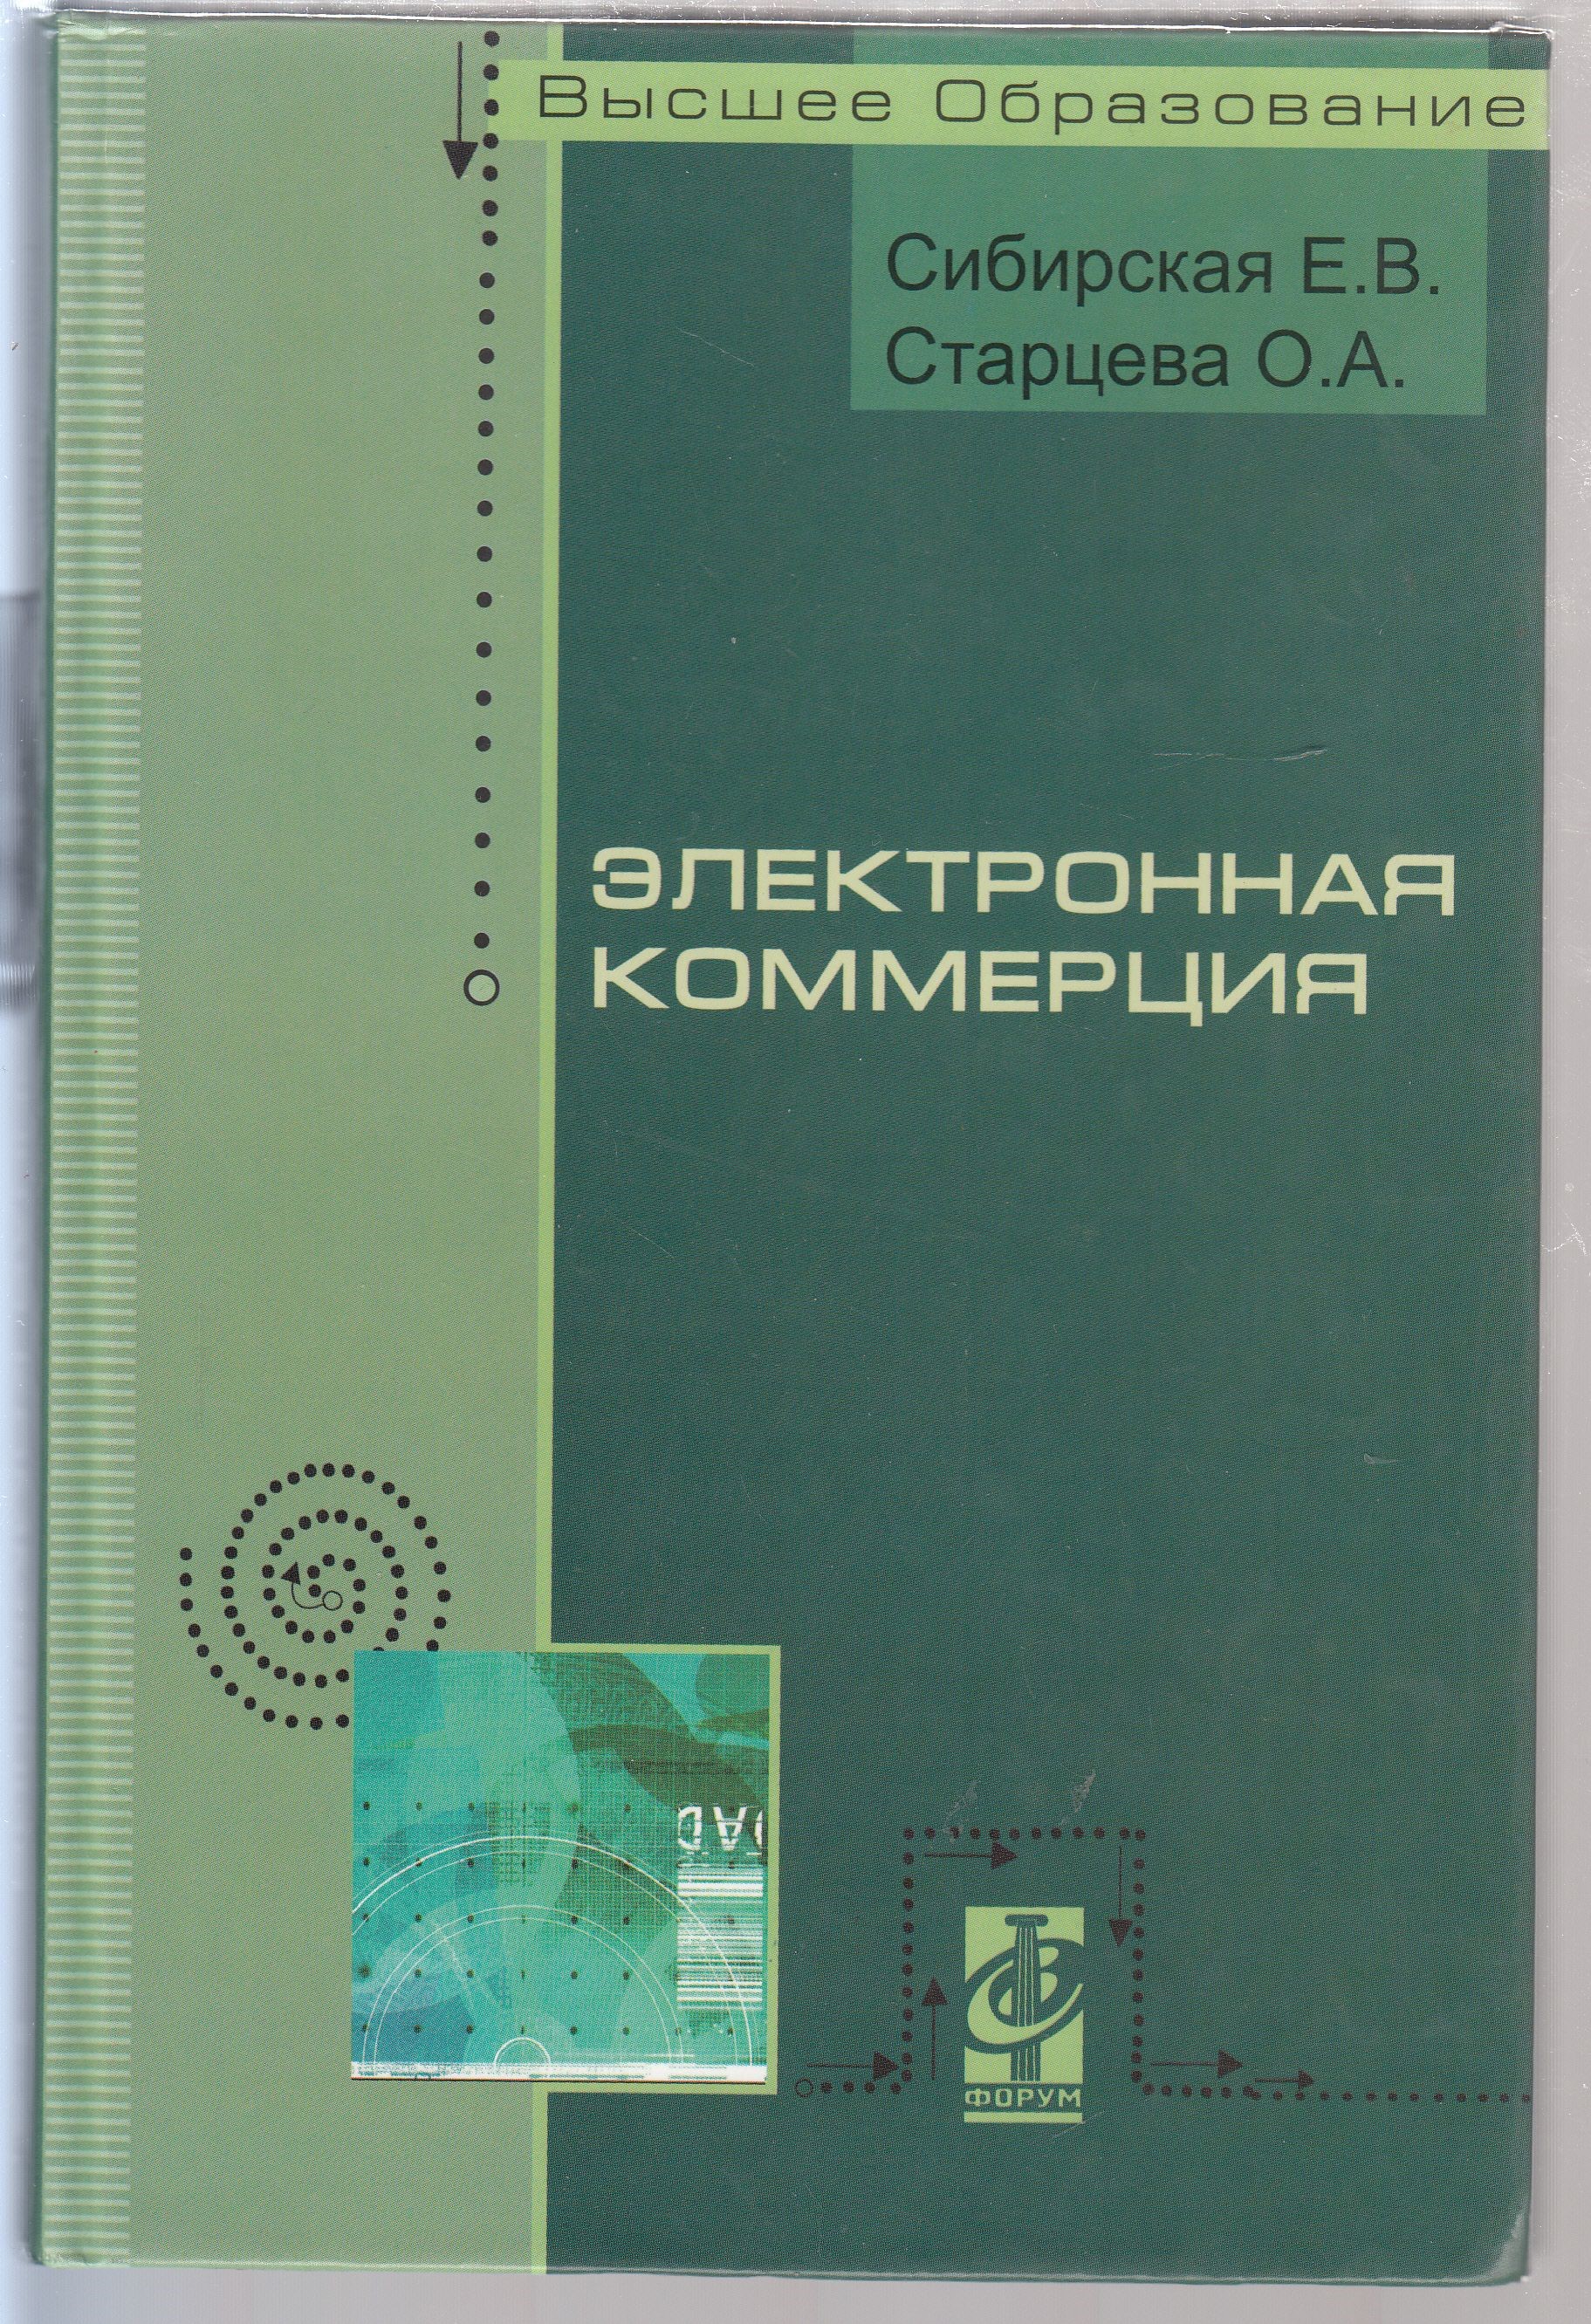 Высшее Образование
Сибирская Е.В.
Старцева О.А.
ЭЛЕКТРОННАЯ
КОММЕРЦИЯ
ФОРУМ